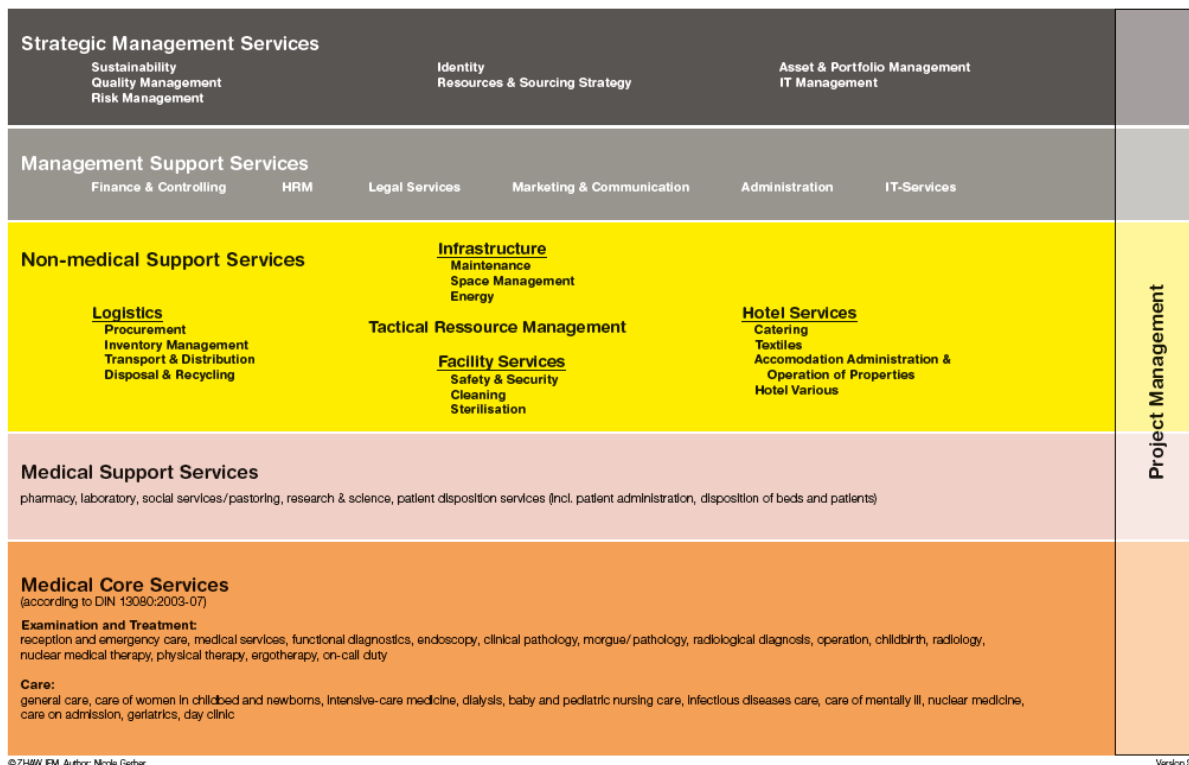 Strategic Management Services
Sustainability
Quality Management
Risk Management
Identity
Resources & Sourcing Strategy
Asset & Portfolio Management
IT Management
Management Support Services
Finance & Controlling HRM Legal Services Marketing & Communication Administration IT-Services
Non-medical Support Services
Logistics
Procurement
Inventory Management
Transport & Distribution
Disposal & Recycling
Infrastructure
Maintenance
Space Management
Energy
Tactical Ressource Management
Facility Services
Safety & Security
Cleaning
Sterilisation
Hotel Services
Catering
Textiles
Accomodation Administration &
Operation of Properties
Hotel Various
Medical Support Services
pharmacy, laboratory, social services/pastoring, research & science, patient disposition services (incl. patient administration, disposition of beds and patients)
Medical Core Services
(according to DIN 13080:2003-07)
Examination and Treatment:
reception and emergency care, medical services, functional diagnostics, endoscopy, clinical pathology, morgue/pathology, radiological diagnosis, operation, childbirth, radiology,
nuclear medical therapy, physical therapy, ergotherapy, on-call duty
Care:
general care, care of women in childbed and newborns, intensive-care medicine, dialysis, baby and pediatric nursing care, infectious diseases care, care of mentally ill, nuclear medicine,
care on admission, geriatrics, day clinic
Project Management
© ZHAW IFM, Author: Nicole Gerber
Version